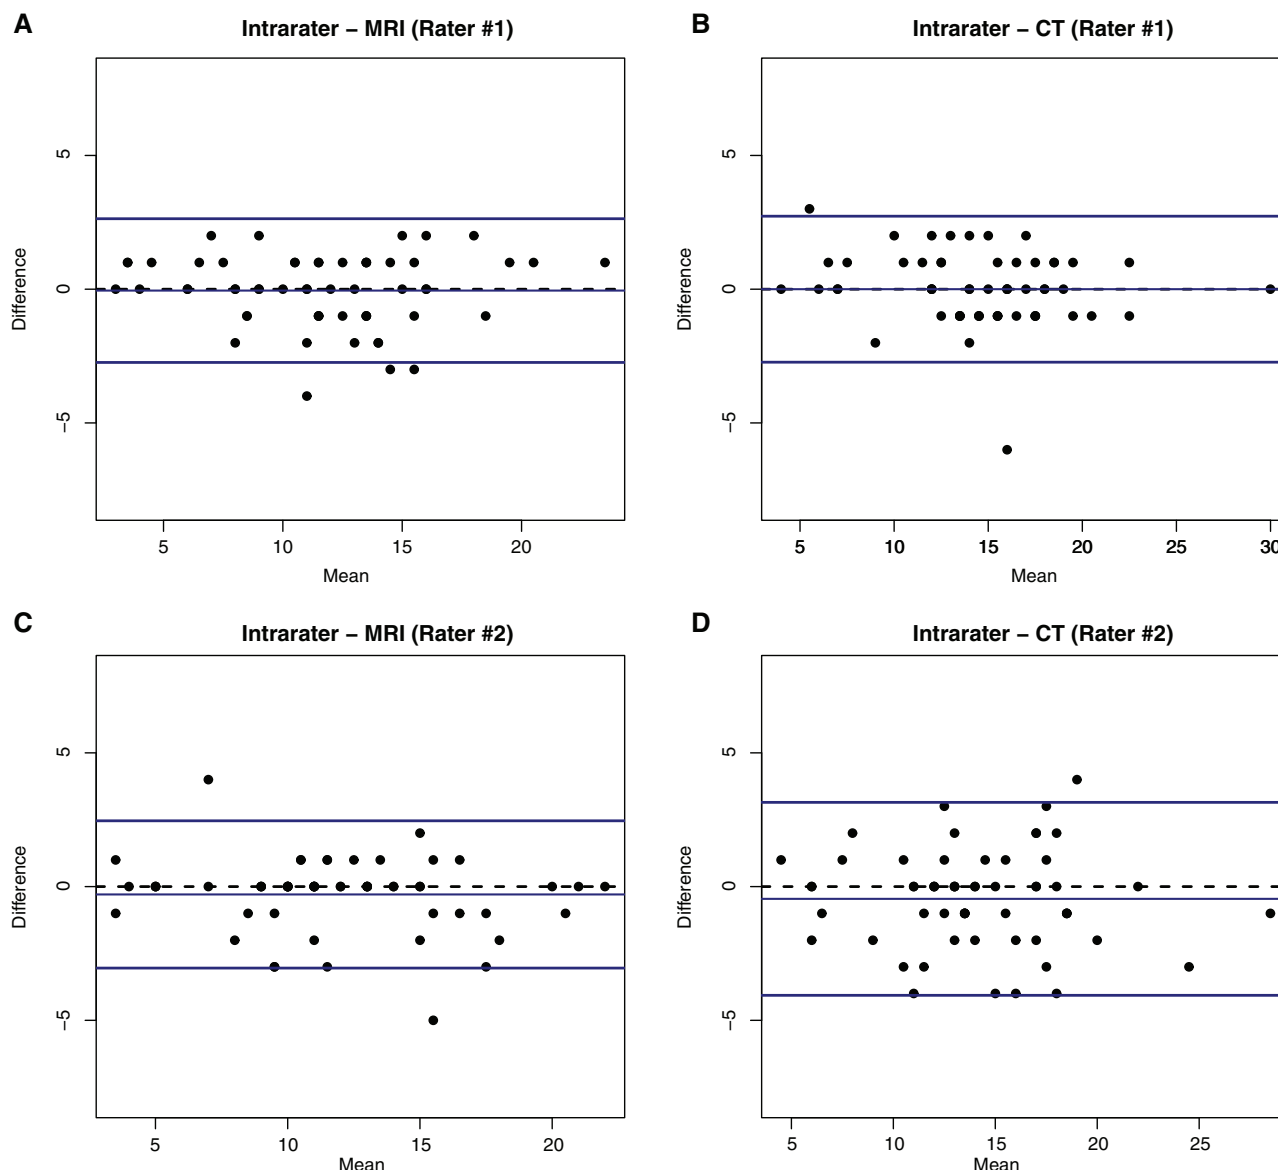 A
Intrarater – MRI (Rater #1)
5
0
–5
Difference
5 10 15 20
Mean
B
Intrarater – CT (Rater #1)
5
0
–5
Difference
5 10 15 20 25 30
Mean
C
Intrarater – MRI (Rater #2)
5
0
–5
Difference
5 10 15 20
Mean
D
Intrarater – CT (Rater #2)
5
0
–5
Difference
5 10 15 20 25
Mean